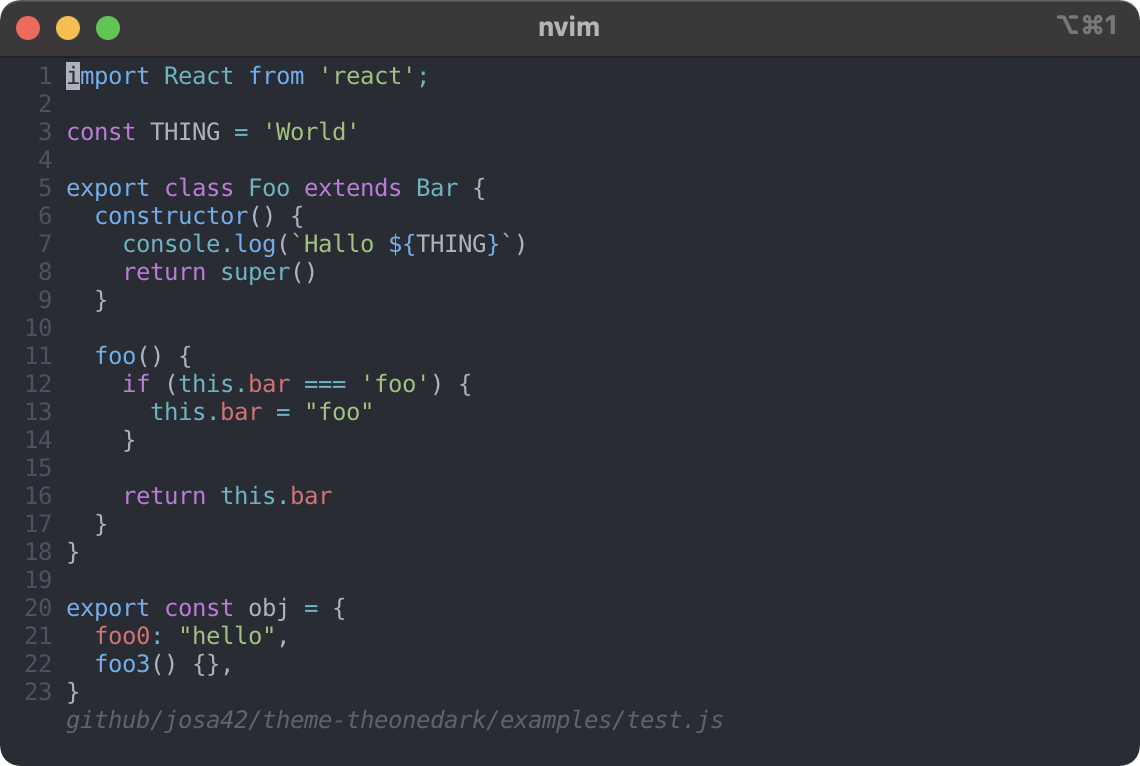 nvim ⌥⌘1
1 import React from 'react';
2
3 const THING = 'World'
4
5 export class Foo extends Bar {
6   constructor() {
7     console.log(`Hallo ${THING}`)
8     return super()
9   }
10
11   foo() {
12     if (this.bar === 'foo') {
13       this.bar = "foo"
14     }
15
16     return this.bar
17   }
18 }
19
20 export const obj = {
21   foo0: "hello",
22   foo3() {},
23 }
github/josa42/theme-theonedark/examples/test.js